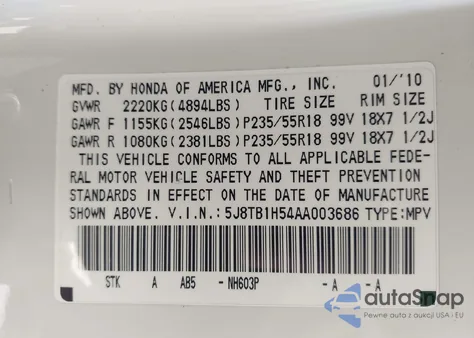 MFD. BY HONDA OF AMERICA MFG., INC. 01/'10
GVWR 2220KG(4894LBS) TIRE SIZE RIM SIZE
GAWR F 1155KG(2546LBS)P235/55R18 99V 18X7 1/2J
GAWR R 1080KG(2381LBS)P235/55R18 99V 18X7 1/2J
THIS VEHICLE CONFORMS TO ALL APPLICABLE FEDE-
RAL MOTOR VEHICLE SAFETY AND THEFT PREVENTION
STANDARDS IN EFFECT ON THE DATE OF MANUFACTURE
SHOWN ABOVE. V.I.N.:5J8TB1H54AA003686 TYPE:MPV
STK A AB5 -NH603P -A -A
autoSnap
Pewne auta z aukcji USA i EU